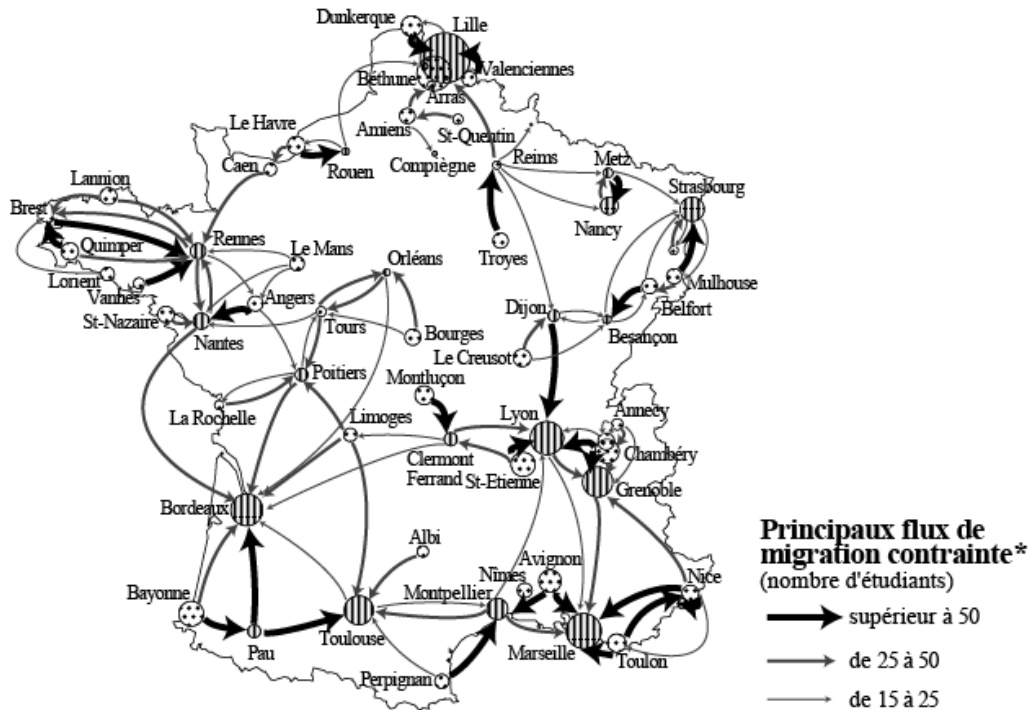 Dunkerque
Lille
Béthune
Valenciennes
Arras
Le Havre
Amiens
St-Quentin
Caen
Rouen
Compiègne
Reims
Metz
Strasbourg
Lannion
Brest
Nancy
Quimper
Rennes
Le Mans
Orléans
Troyes
Lorient
Vannes
Angers
Mulhouse
St-Nazaire
Tours
Dijon
Belfort
Nantes
Bourges
Besançon
Le Creusot
Poitiers
Montluçon
Annecy
La Rochelle
Limoges
Lyon
Clermont
Ferrand
Chambéry
St-Etienne
Grenoble
Bordeaux
Albi
Avignon
Nîmes
Nice
Bayonne
Montpellier
Toulouse
Pau
Marseille
Toulon
Perpignan
Principaux flux de
migration contrainte*
(nombre d'étudiants)
supérieur à 50
de 25 à 50
de 15 à 25